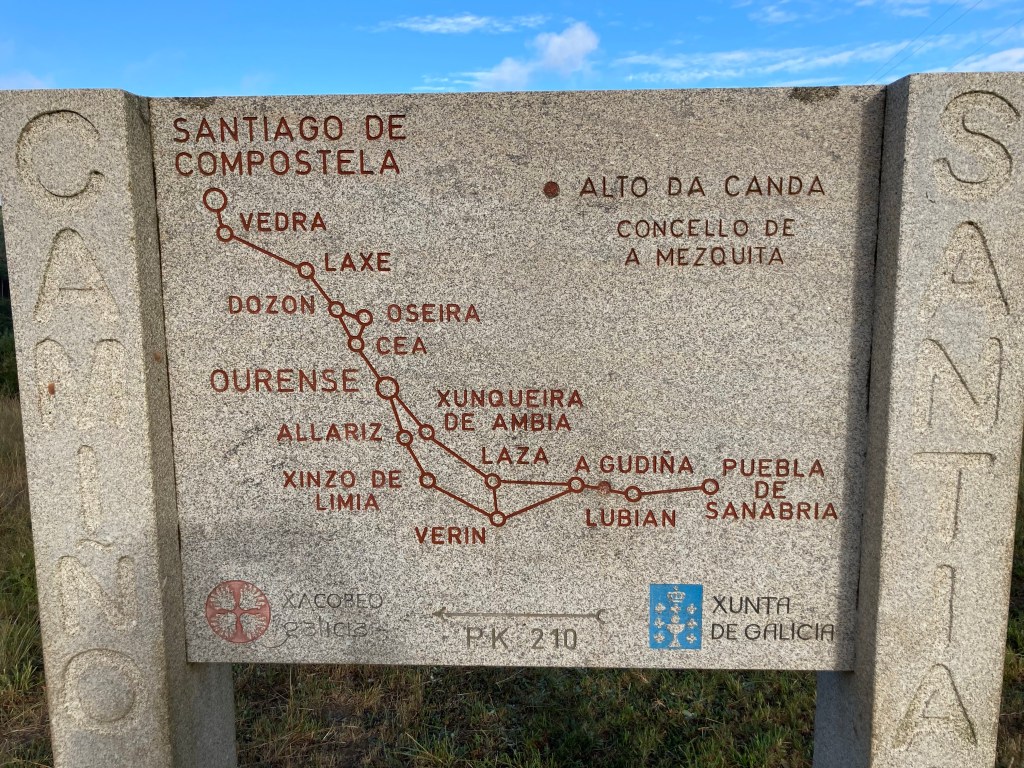 CAMIÑO
SANTIAGO DE
COMPOSTELA
VEDRA
LAXE
DOZON
OSEIRA
CEA
OURENSE
XUNQUEIRA
DE AMBIA
ALLARIZ
LAZA
XINZO DE
LIMIA
VERIN
A GUDIÑA
LUBIAN
PUEBLA
DE
SANABRIA
ALTO DA CANDA
CONCELLO DE
A MEZQUITA
XACOBEO
galicia
P.K. 210
XUNTA
DE GALICIA
SANTIA